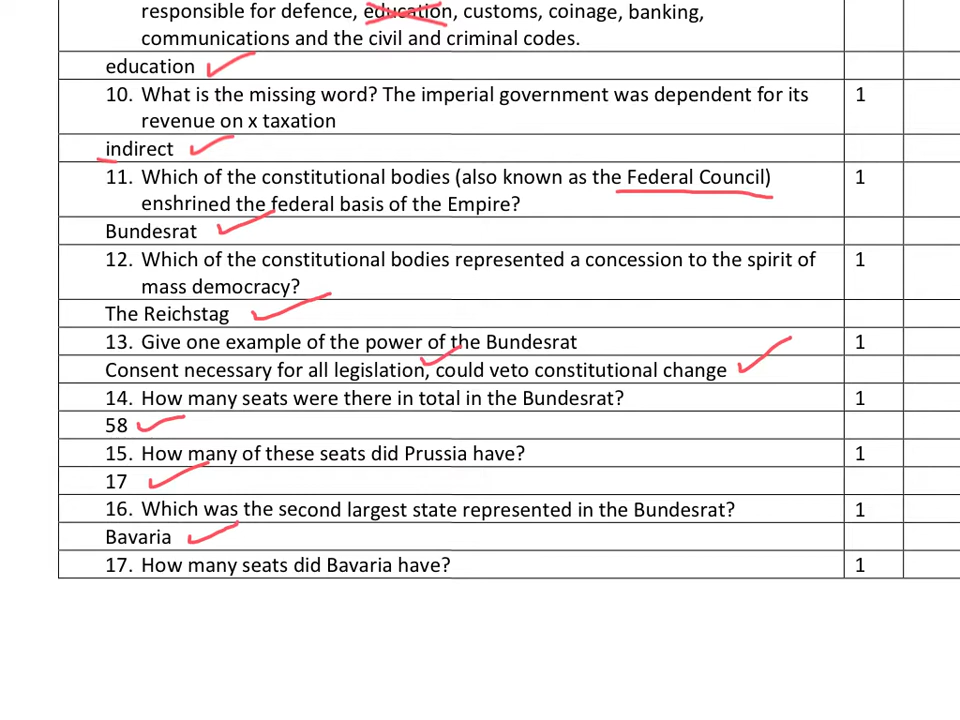 responsible for defence, education, customs, coinage, banking,
communications and the civil and criminal codes.
education
10. What is the missing word? The imperial government was dependent for its 1
revenue on x taxation
indirect
11. Which of the constitutional bodies (also known as the Federal Council) 1
enshrined the federal basis of the Empire?
Bundesrat
12. Which of the constitutional bodies represented a concession to the spirit of 1
mass democracy?
The Reichstag
13. Give one example of the power of the Bundesrat 1
Consent necessary for all legislation, could veto constitutional change
14. How many seats were there in total in the Bundesrat? 1
58
15. How many of these seats did Prussia have? 1
17
16. Which was the second largest state represented in the Bundesrat? 1
Bavaria
17. How many seats did Bavaria have? 1